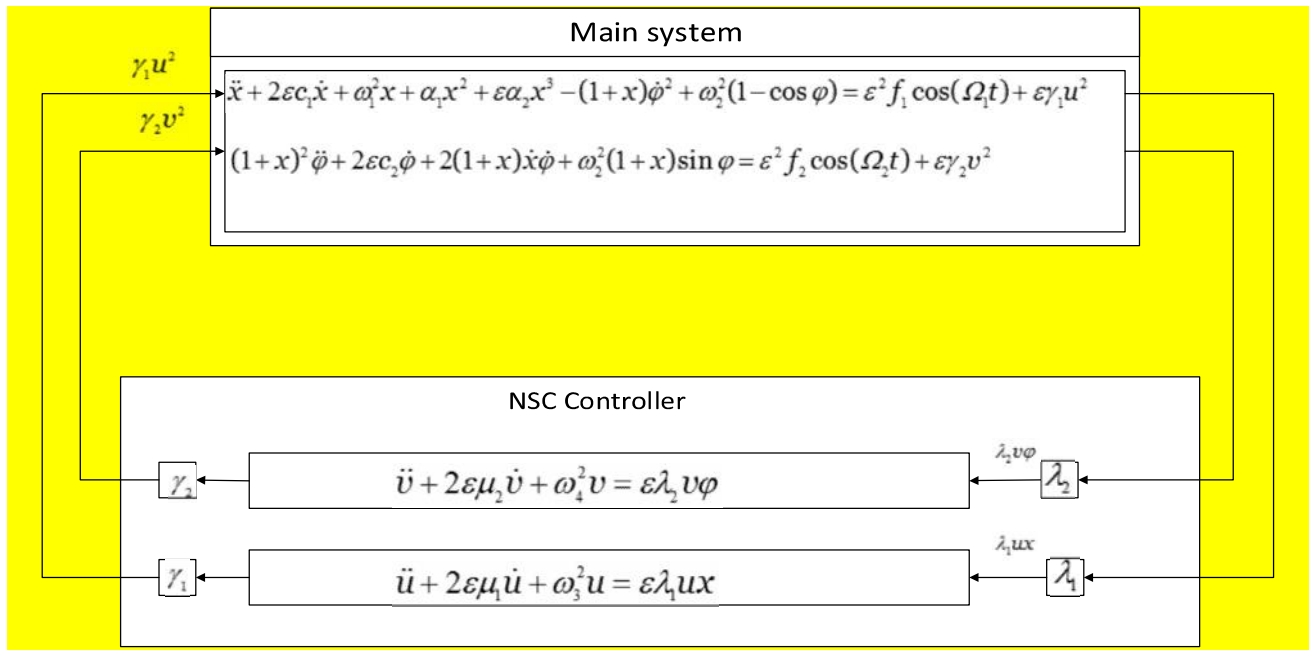 Main system
γ₁u²
ẍ + 2εc₁ẋ + ω₁²x + α₁x² + εα₂x³ − (1+x)φ̇² + ω₂²(1−cos φ) = ε²f₁ cos(Ω₁t) + εγ₁u²
γ₂υ²
(1+x)²φ̈ + 2εc₂φ̇ + 2(1+x)ẋφ̇ + ω₂²(1+x)sin φ = ε²f₂ cos(Ω₂t) + εγ₂υ²
NSC Controller
γ₂
ϋ + 2εμ₂υ̇ + ω₄²υ = ελ₂υφ
λ₂υφ
λ₂
γ₁
ü + 2εμ₁u̇ + ω₃²u = ελ₁ux
λ₁ux
λ₁